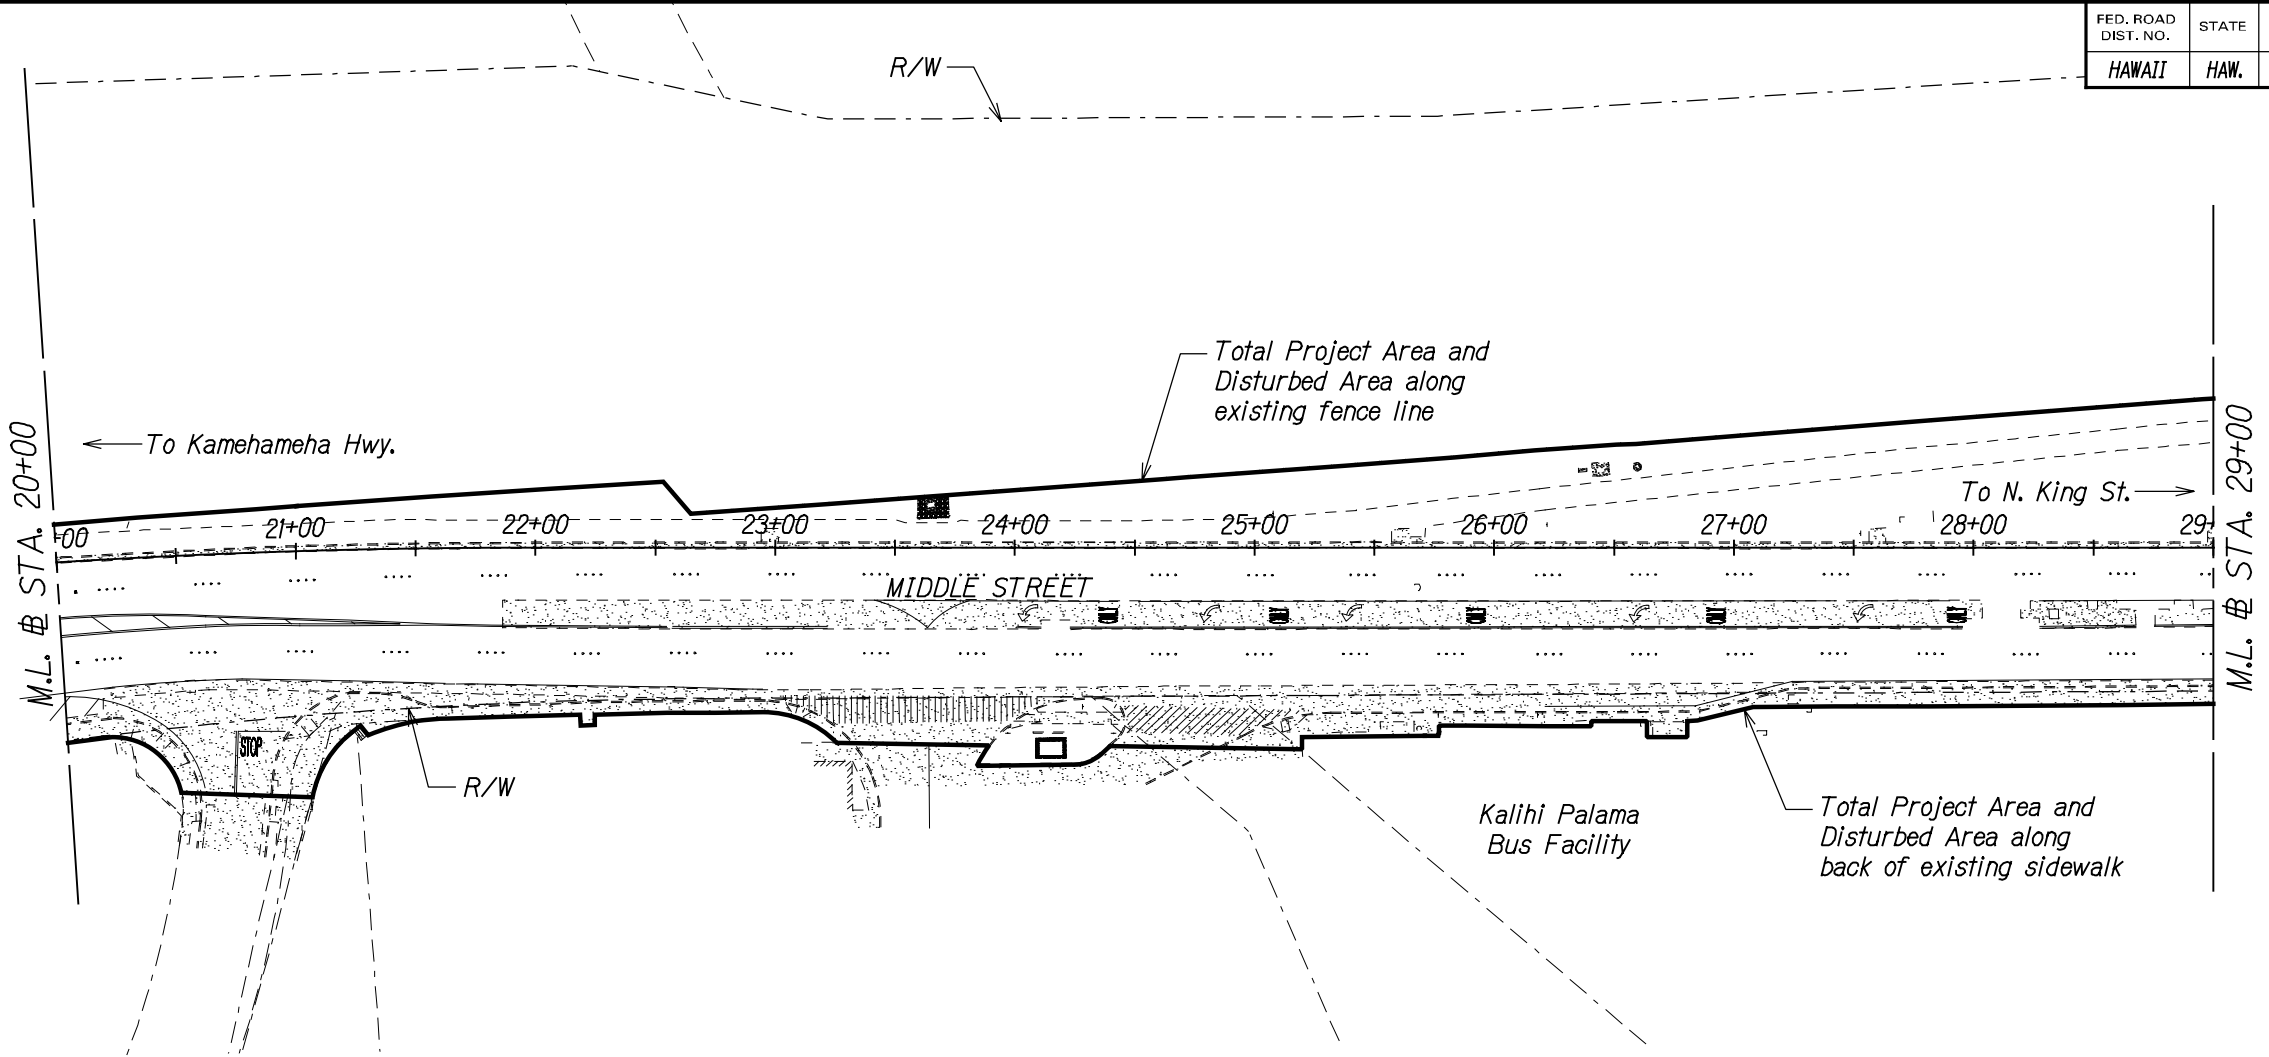 FED. ROAD DIST. NO.
STATE
HAWAII
HAW.
R/W
Total Project Area and
Disturbed Area along
existing fence line
To Kamehameha Hwy.
To N. King St.
M.L. ⅊ STA. 20+00
M.L. ⅊ STA. 29+00
+00
21+00
22+00
23+00
24+00
25+00
26+00
27+00
28+00
29+
MIDDLE STREET
STOP
R/W
Kalihi Palama
Bus Facility
Total Project Area and
Disturbed Area along
back of existing sidewalk